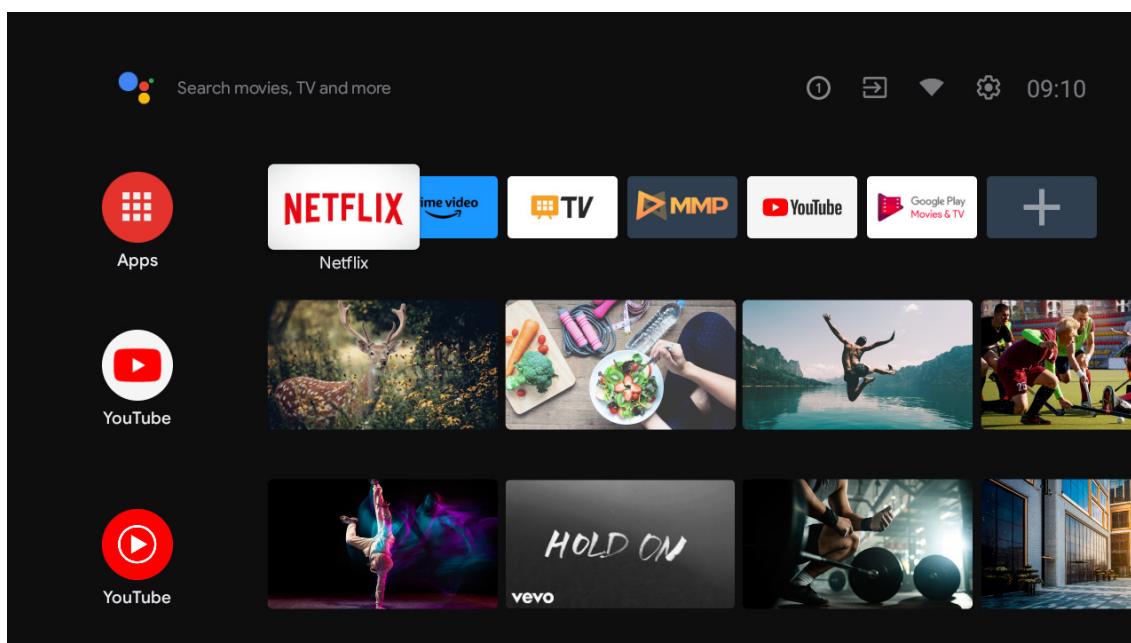 Search movies, TV and more
1
09:10
NETFLIX
ime video
TV
MMP
YouTube
Google Play
Movies & TV
Apps
Netflix
YouTube
HOLD ON
vevo
YouTube